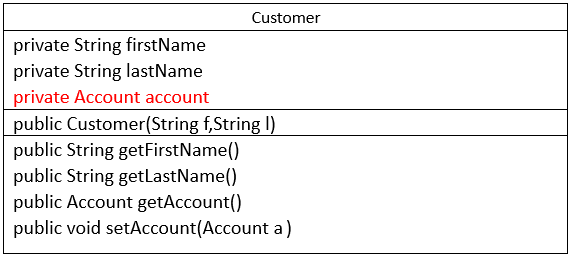 Customer
private String firstName
private String lastName
private Account account
public Customer(String f,String l)
public String getFirstName()
public String getLastName()
public Account getAccount()
public void setAccount(Account a )